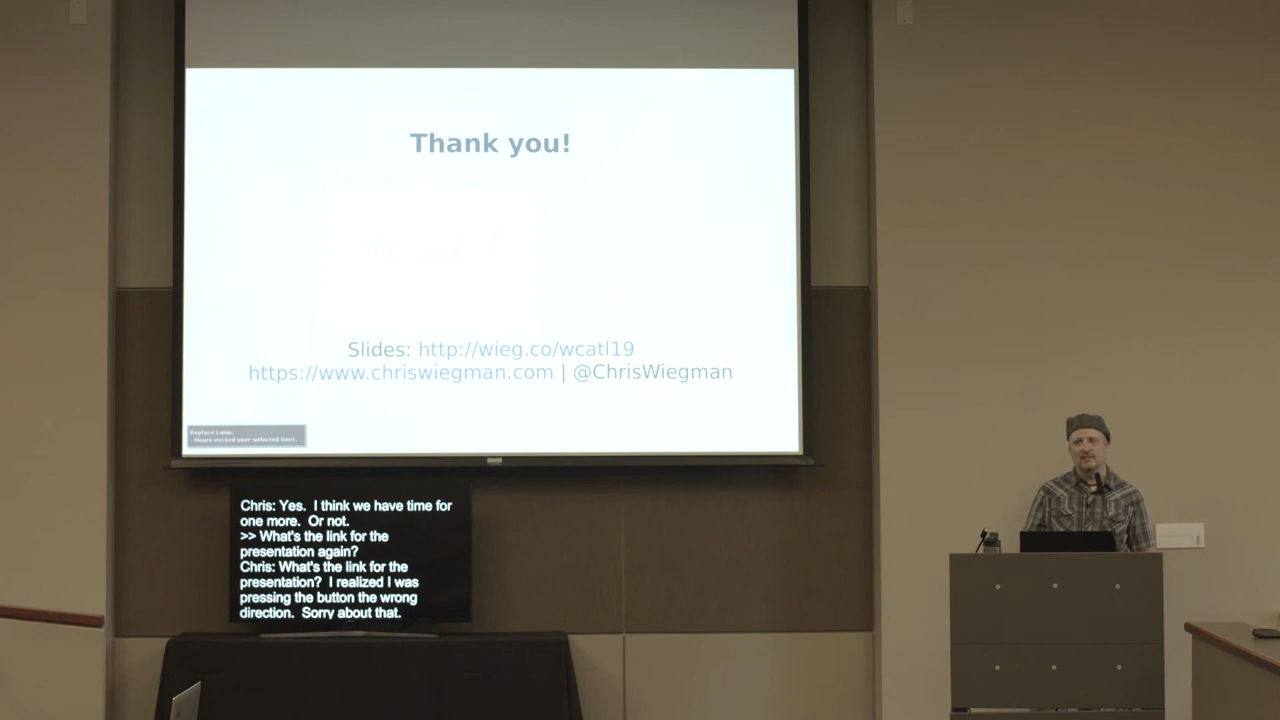 Thank you!
Slides: http://wieg.co/wcatl19
https://www.chriswiegman.com | @ChrisWiegman
Replace Lamp.
- Hours exceed user selected limit.
Chris: Yes.  I think we have time for
one more.  Or not.
>> What's the link for the
presentation again?
Chris: What's the link for the
presentation?  I realized I was
pressing the button the wrong
direction.  Sorry about that.